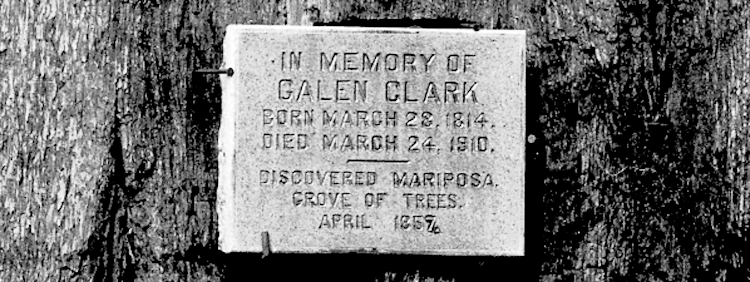 IN MEMORY OF
GALEN CLARK
BORN MARCH 28, 1814.
DIED MARCH 24, 1910.
DISCOVERED MARIPOSA.
GROVE OF TREES.
APRIL